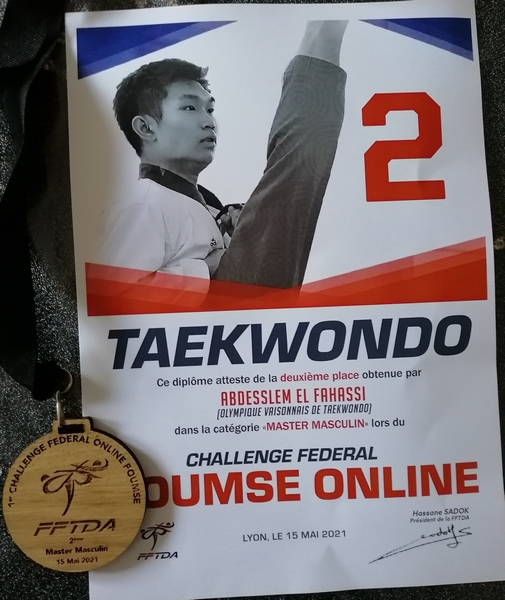 2
TAEKWONDO
Ce diplôme atteste de la deuxième place obtenue par
ABDESSLEM EL FAHASSI
(OLYMPIQUE VAISONNAIS DE TAEKWONDO)
dans la catégorie «MASTER MASCULIN» lors du
CHALLENGE FEDERAL
OUMSE ONLINE
Hassane SADOK
Président de la FFTDA
LYON, LE 15 MAI 2021
FFTDA
1er CHALLENGE FEDERAL ONLINE POUMSE
FFTDA
2ème
Master Masculin
15 Mai 2021